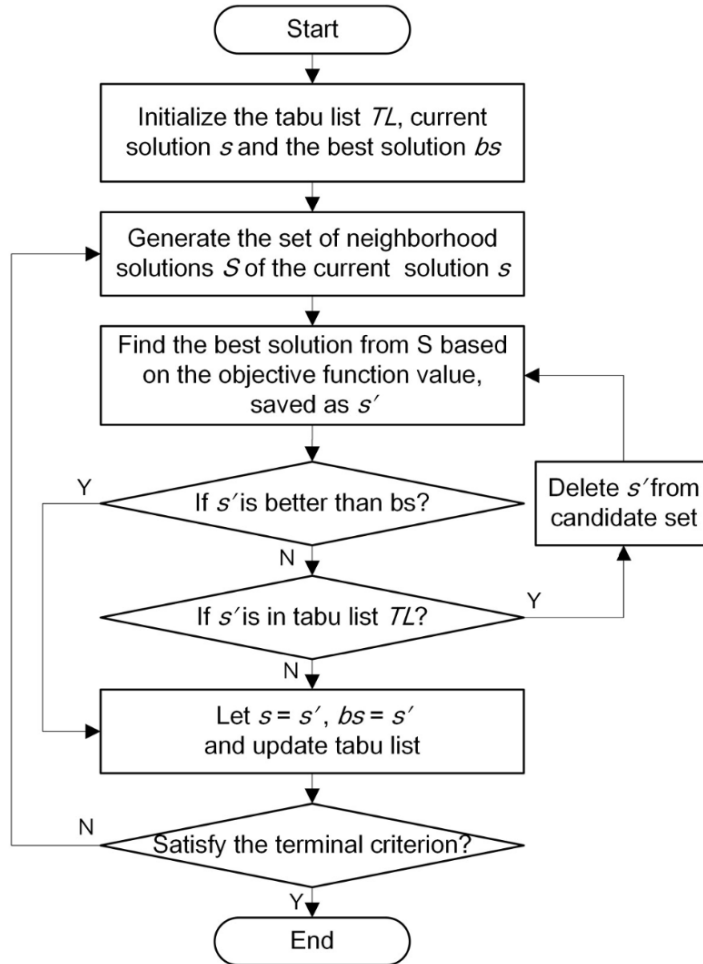 Start
Initialize the tabu list TL, current
solution s and the best solution bs
Generate the set of neighborhood
solutions S of the current solution s
Find the best solution from S based
on the objective function value,
saved as s′
Y
If s′ is better than bs?
Delete s′ from
candidate set
N
If s′ is in tabu list TL?
Y
N
Let s = s′, bs = s′
and update tabu list
N
Satisfy the terminal criterion?
Y
End